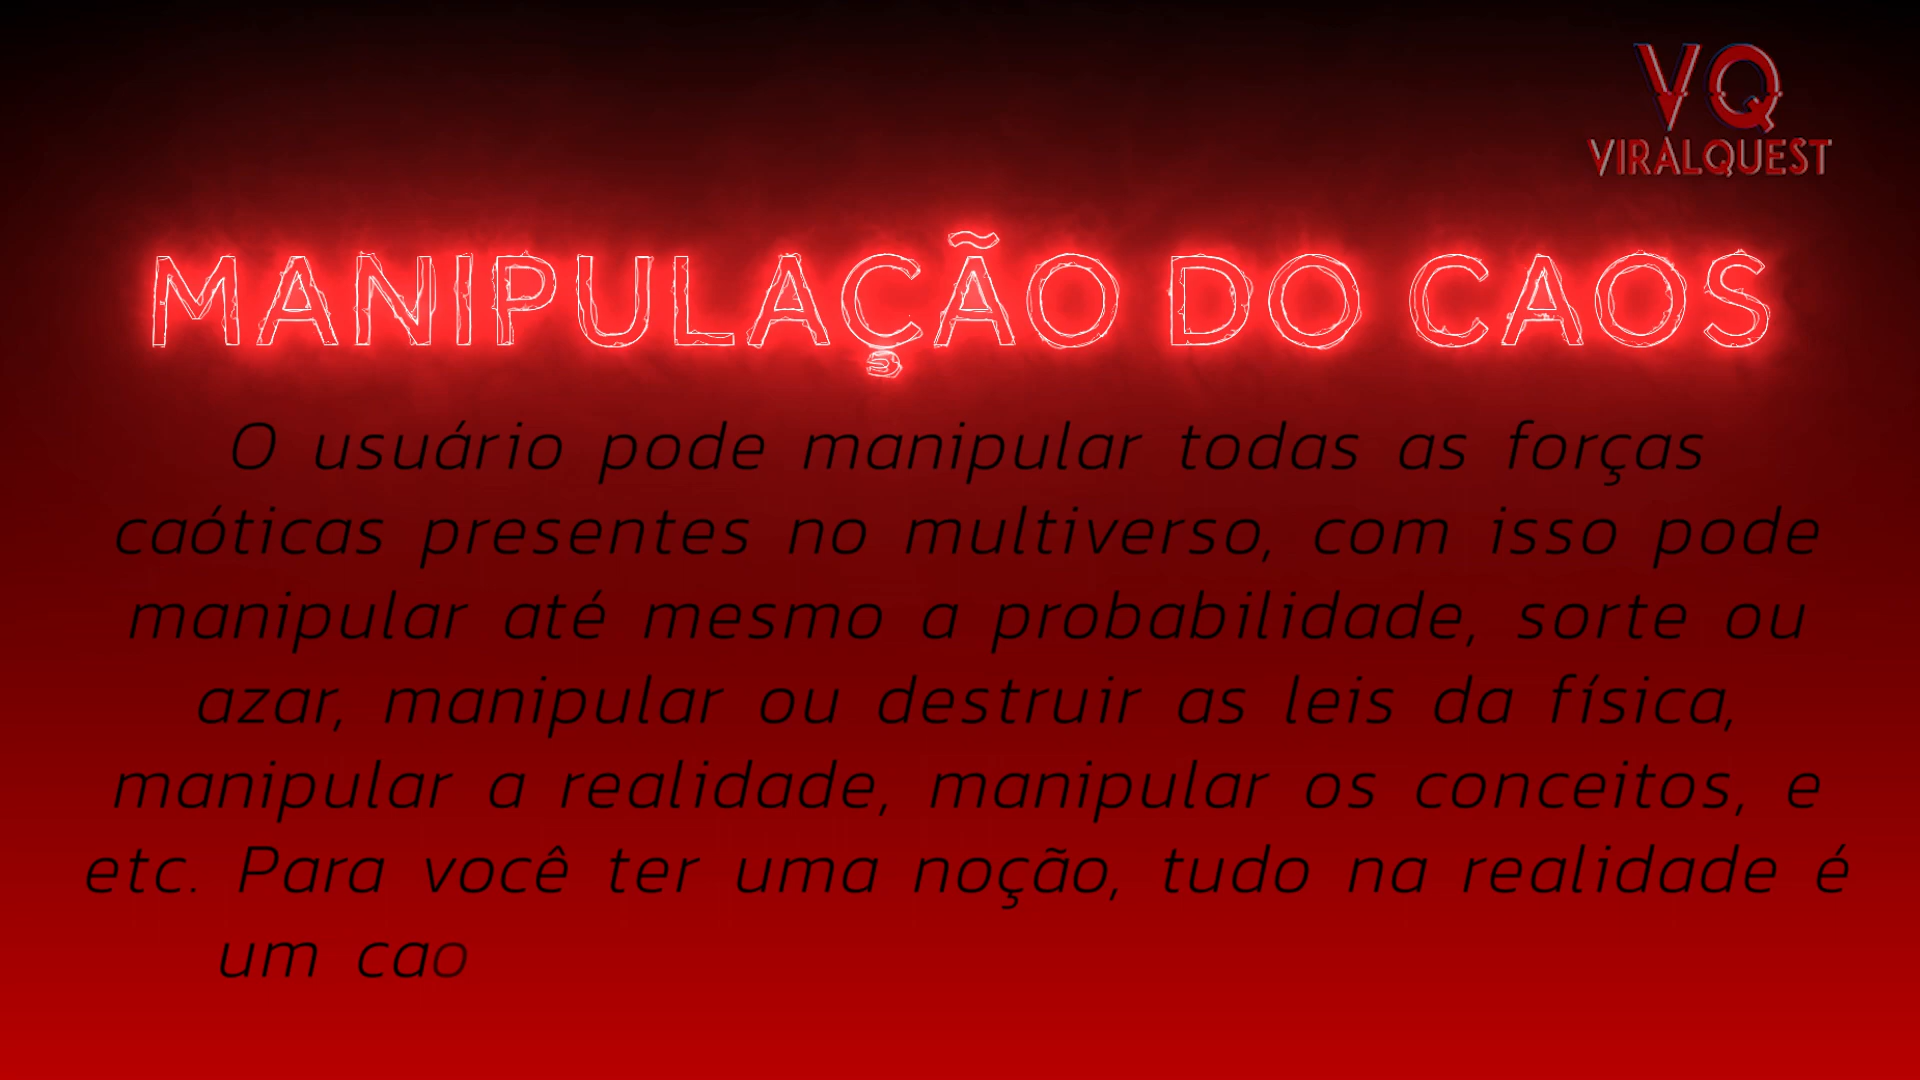 VQ
VIRALQUEST
MANIPULAÇÃO DO CAOS
O usuário pode manipular todas as forças
caóticas presentes no multiverso, com isso pode
manipular até mesmo a probabilidade, sorte ou
azar, manipular ou destruir as leis da física,
manipular a realidade, manipular os conceitos, e
etc. Para você ter uma noção, tudo na realidade é
um cao